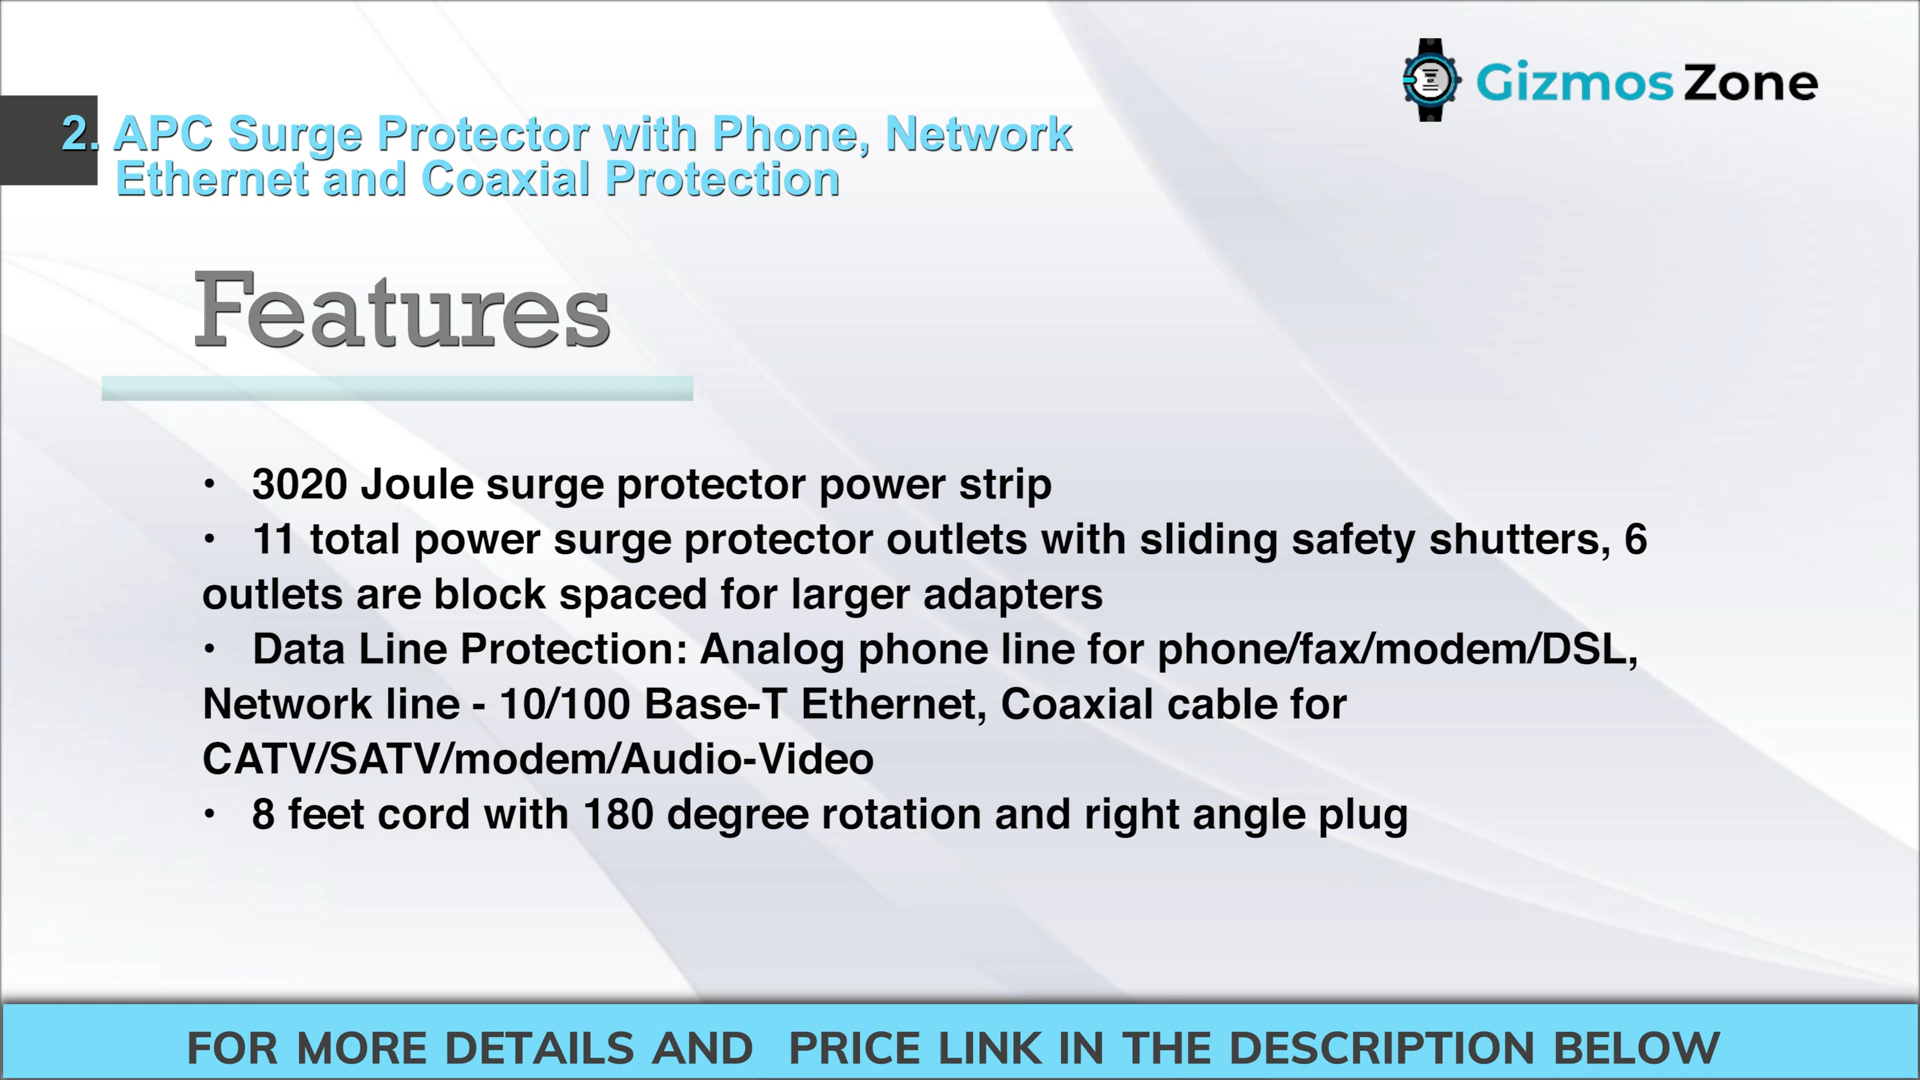 Gizmos Zone
2. APC Surge Protector with Phone, Network
Ethernet and Coaxial Protection
Features
• 3020 Joule surge protector power strip
• 11 total power surge protector outlets with sliding safety shutters, 6
outlets are block spaced for larger adapters
• Data Line Protection: Analog phone line for phone/fax/modem/DSL,
Network line - 10/100 Base-T Ethernet, Coaxial cable for
CATV/SATV/modem/Audio-Video
• 8 feet cord with 180 degree rotation and right angle plug
FOR MORE DETAILS AND PRICE LINK IN THE DESCRIPTION BELOW